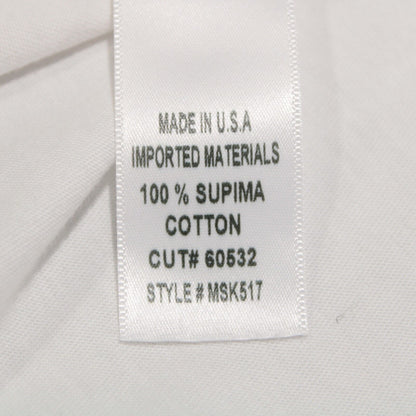 MADE IN U.S.A
IMPORTED MATERIALS
100 % SUPIMA
COTTON
CUT# 60532
STYLE # MSK517